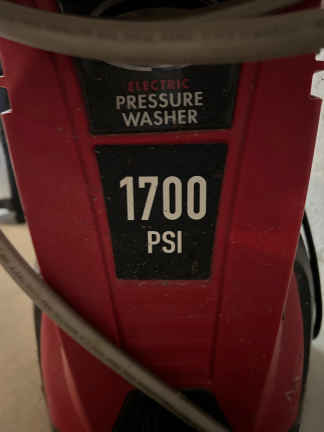 ELECTRIC
PRESSURE
WASHER
1700
PSI